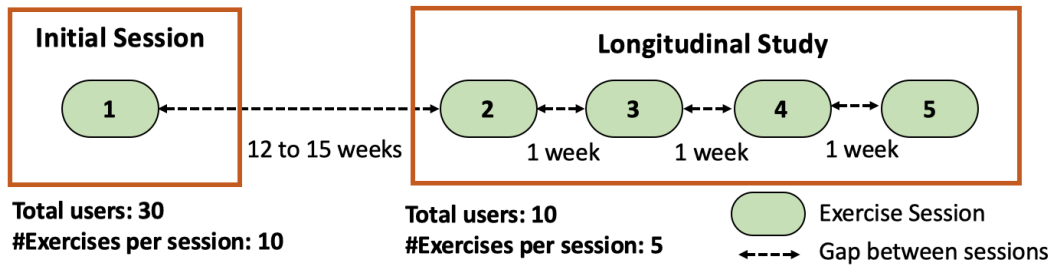 Initial Session
Longitudinal Study
1
2
3
4
5
12 to 15 weeks
1 week
1 week
1 week
Total users: 30
#Exercises per session: 10
Total users: 10
#Exercises per session: 5
Exercise Session
Gap between sessions